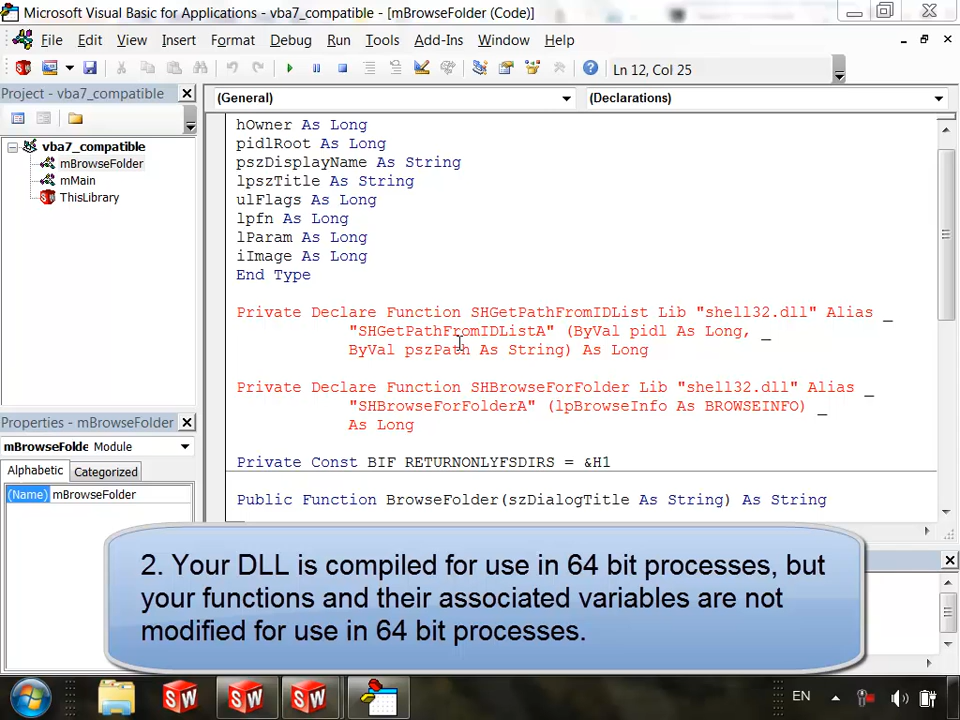 Microsoft Visual Basic for Applications - vba7_compatible - [mBrowseFolder (Code)]
File Edit View Insert Format Debug Run Tools Add-Ins Window Help
Ln 12, Col 25
Project - vba7_compatible
(General) (Declarations)
vba7_compatible
mBrowseFolder
mMain
ThisLibrary
hOwner As Long
pidlRoot As Long
pszDisplayName As String
lpszTitle As String
ulFlags As Long
lpfn As Long
lParam As Long
iImage As Long
End Type
Private Declare Function SHGetPathFromIDList Lib "shell32.dll" Alias _
"SHGetPathFromIDListA" (ByVal pidl As Long, _
ByVal pszPath As String) As Long
Private Declare Function SHBrowseForFolder Lib "shell32.dll" Alias _
"SHBrowseForFolderA" (lpBrowseInfo As BROWSEINFO) _
As Long
Private Const BIF_RETURNONLYFSDIRS = &H1
Public Function BrowseFolder(szDialogTitle As String) As String
Properties - mBrowseFolder
mBrowseFolde Module
Alphabetic Categorized
(Name) mBrowseFolder
2. Your DLL is compiled for use in 64 bit processes, but
your functions and their associated variables are not
modified for use in 64 bit processes.
SW SW SW
EN